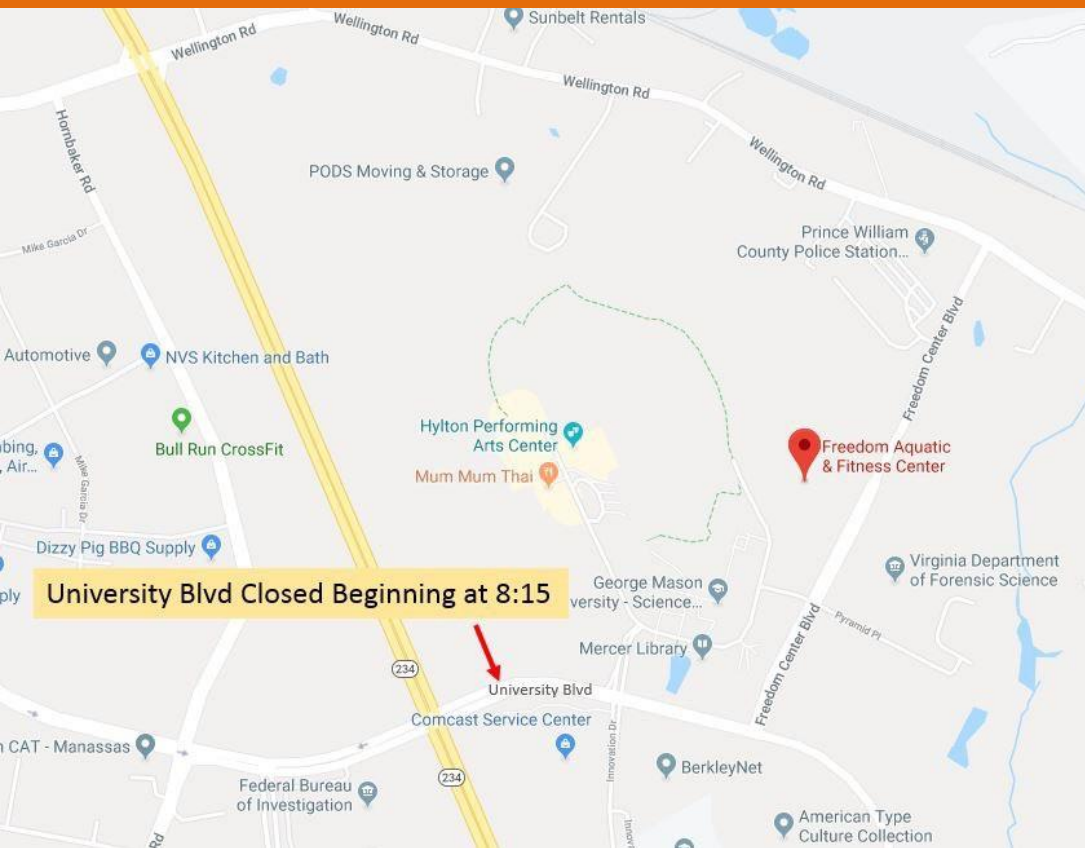 Sunbelt Rentals
Wellington Rd
Wellington Rd
Wellington Rd
Wellington Rd
Hornbaker Rd
PODS Moving & Storage
Prince William
County Police Station...
Mike Garcia Dr
Freedom Center Blvd
Automotive
NVS Kitchen and Bath
Hylton Performing
Arts Center
Bull Run CrossFit
Freedom Aquatic
& Fitness Center
Mum Mum Thai
bing,
, Air...
Mike Garcia Dr
Dizzy Pig BBQ Supply
Virginia Department
of Forensic Science
ply
University Blvd Closed Beginning at 8:15
George Mason
versity - Science...
Pyramid Pl
Mercer Library
Freedom Center Blvd
234
University Blvd
Comcast Service Center
Innovation Dr
CAT - Manassas
BerkleyNet
234
Federal Bureau
of Investigation
American Type
Culture Collection
Rd